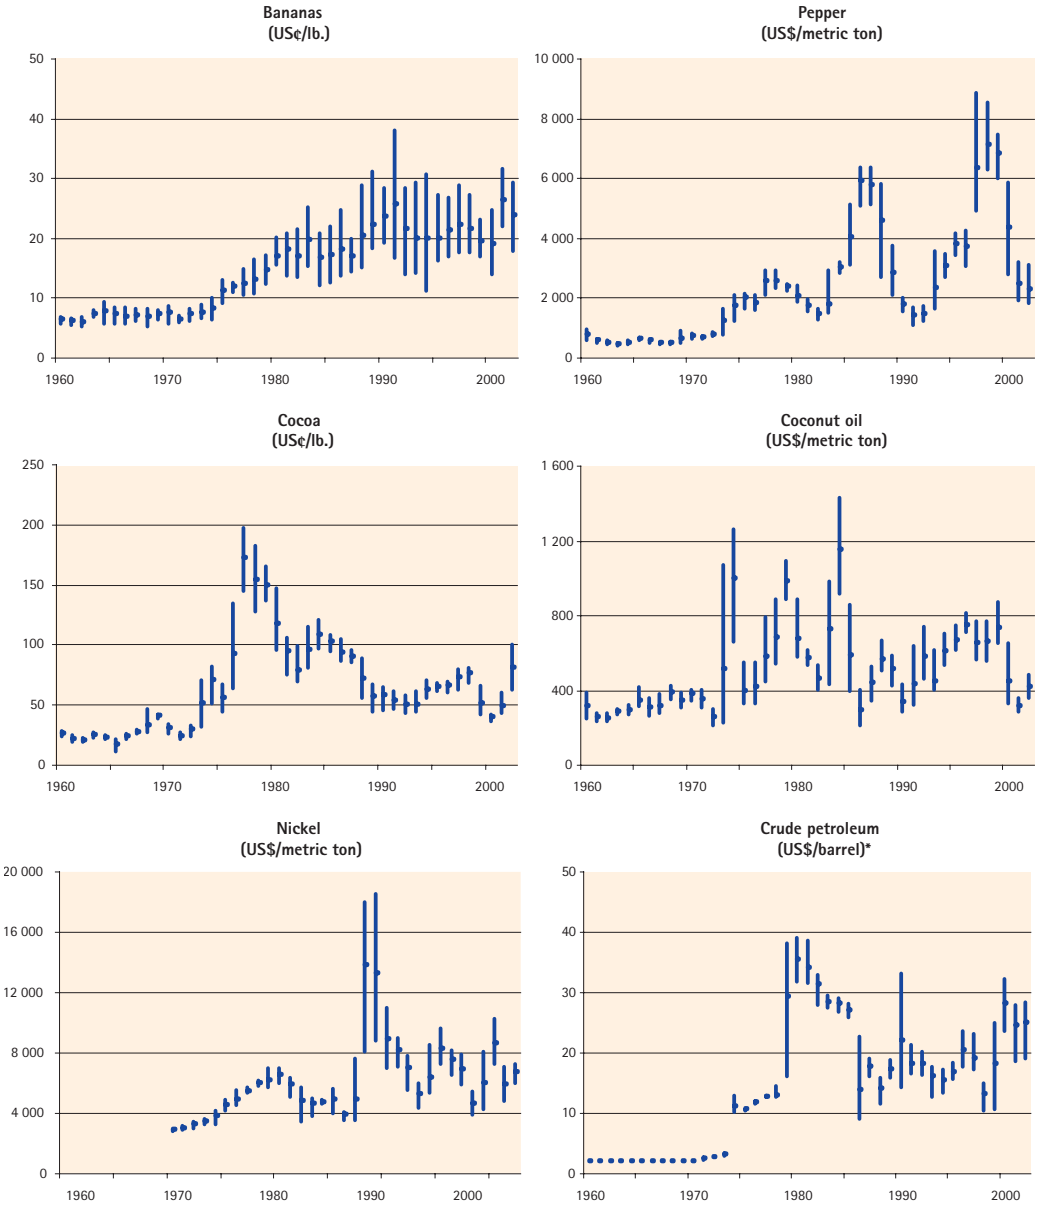 Bananas
(US¢/lb.)
50
40
30
20
10
0
1960 1970 1980 1990 2000
Pepper
(US$/metric ton)
10 000
8 000
6 000
4 000
2 000
0
1960 1970 1980 1990 2000
Cocoa
(US¢/lb.)
250
200
150
100
50
0
1960 1970 1980 1990 2000
Coconut oil
(US$/metric ton)
1 600
1 200
800
400
0
1960 1970 1980 1990 2000
Nickel
(US$/metric ton)
20 000
16 000
12 000
8 000
4 000
0
1960 1970 1980 1990 2000
Crude petroleum
(US$/barrel)*
50
40
30
20
10
0
1960 1970 1980 1990 2000